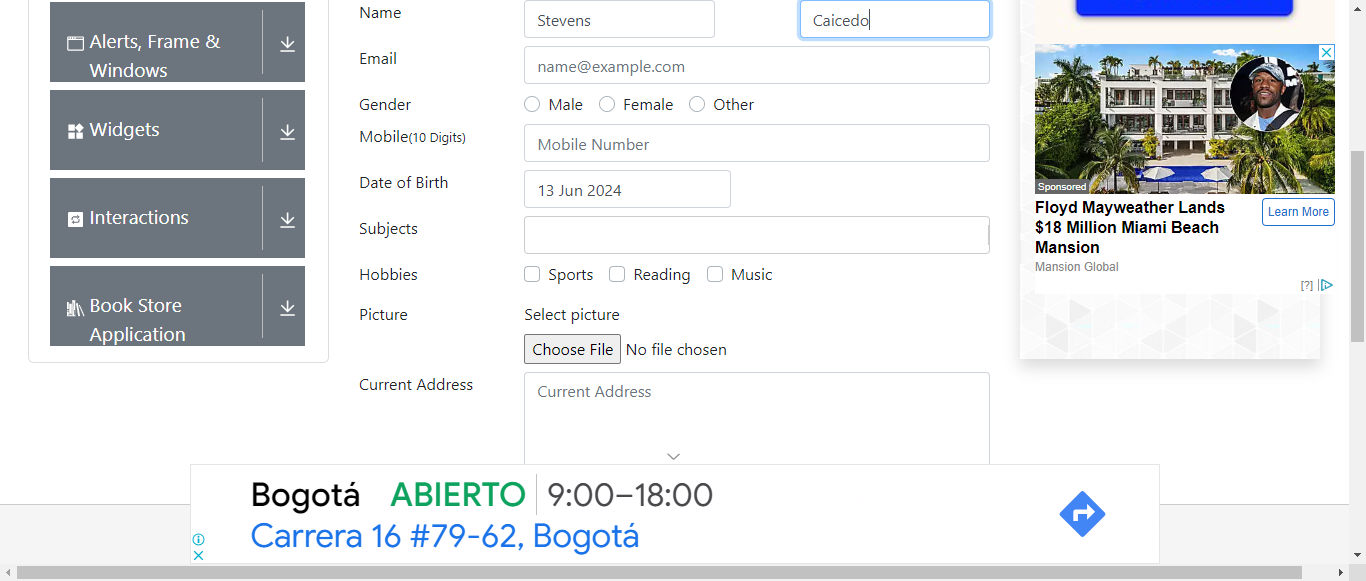 Alerts, Frame &
Windows
Widgets
Interactions
Book Store
Application
Name
Stevens
Caicedo
Email
name@example.com
Gender
Male
Female
Other
Mobile(10 Digits)
Mobile Number
Date of Birth
13 Jun 2024
Subjects
Hobbies
Sports
Reading
Music
Picture
Select picture
Choose File No file chosen
Current Address
Current Address
Sponsored
Floyd Mayweather Lands
$18 Million Miami Beach
Mansion
Mansion Global
Learn More
[?]
Bogotá ABIERTO 9:00–18:00
Carrera 16 #79-62, Bogotá